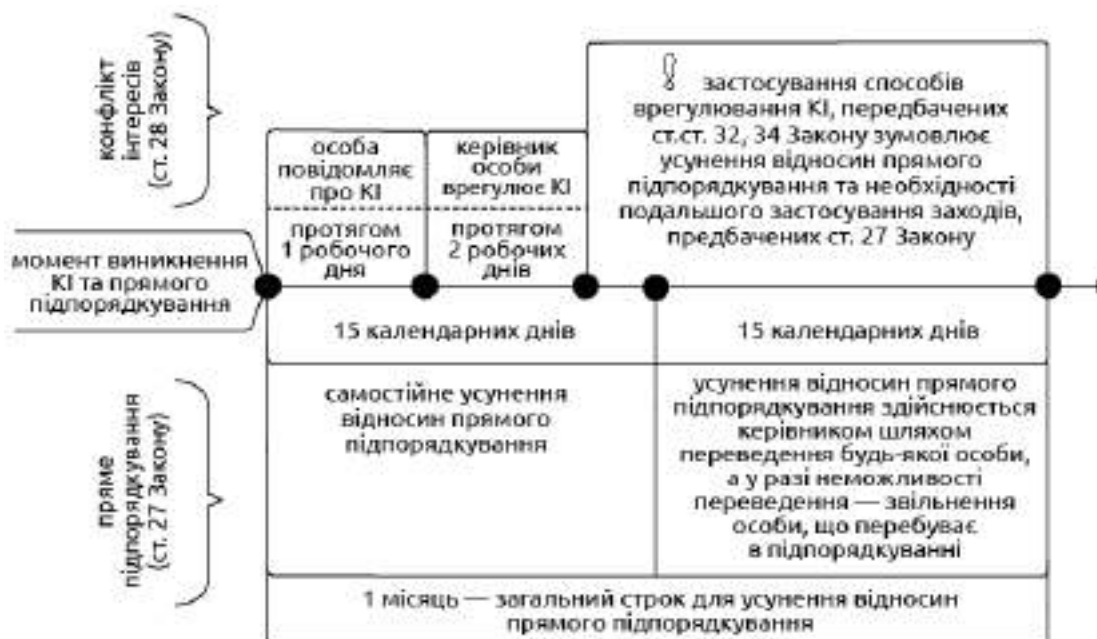 конфлікт
інтересів
(ст. 28 Закону)
особа
повідомляє
про КІ
протягом
1 робочого
дня
керівник
особи
врегулює КІ
протягом
2 робочих
днів
застосування способів
врегулювання КІ, передбачених
ст.ст. 32, 34 Закону зумовлює
усунення відносин прямого
підпорядкування та необхідності
подальшого застосування заходів,
предбачених ст. 27 Закону
момент виникнення
КІ та прямого
підпорядкування
15 календарних днів
15 календарних днів
пряме
підпорядкування
(ст. 27 Закону)
самостійне усунення
відносин прямого
підпорядкування
усунення відносин прямого
підпорядкування здійснюється
керівником шляхом
переведення будь-якої особи,
а у разі неможливості
переведення — звільнення
особи, що перебуває
в підпорядкуванні
1 місяць — загальний строк для усунення відносин
прямого підпорядкування